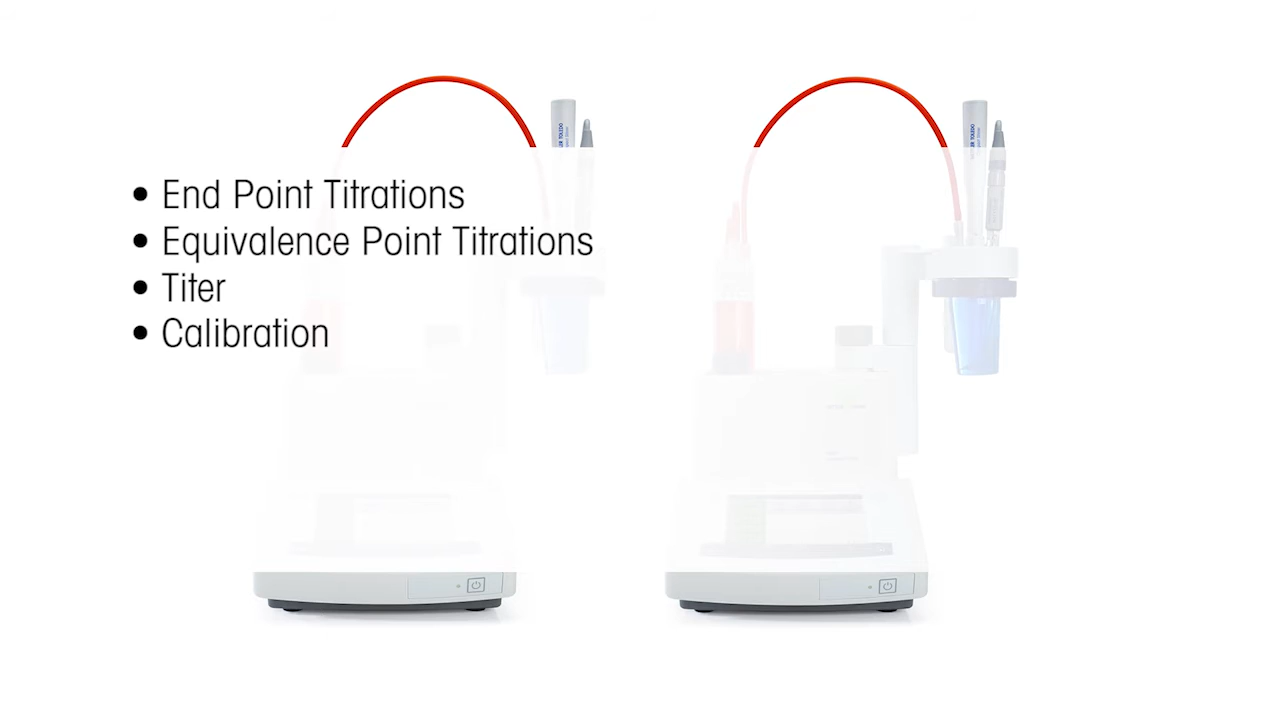 • End Point Titrations
• Equivalence Point Titrations
• Titer
• Calibration